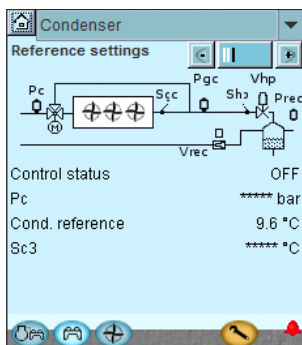 Condenser
Reference settings
Pgc Vhp
Pc Scc Shp Prec
M
Vrec
Control status OFF
Pc ***** bar
Cond. reference 9.6 °C
Sc3 ***** °C